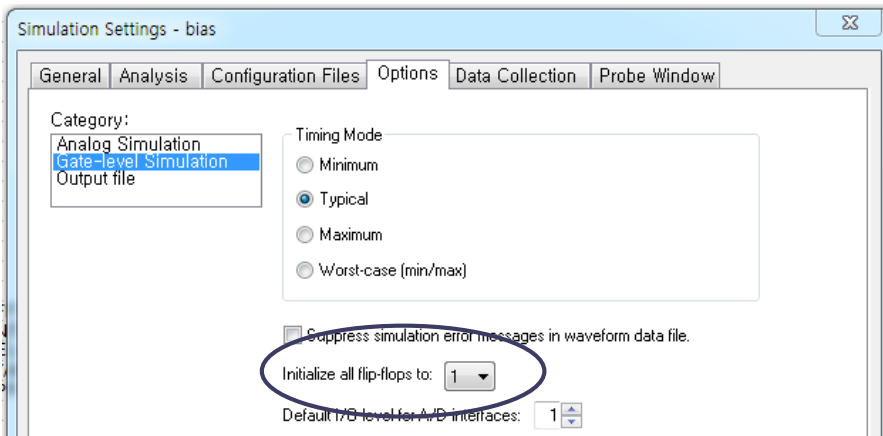 Simulation Settings - bias
General Analysis Configuration Files Options Data Collection Probe Window
Category:
Analog Simulation
Gate-level Simulation
Output file
Timing Mode
Minimum
Typical
Maximum
Worst-case (min/max)
Suppress simulation error messages in waveform data file.
Initialize all flip-flops to: 1
Default I/O level for A/D interfaces: 1